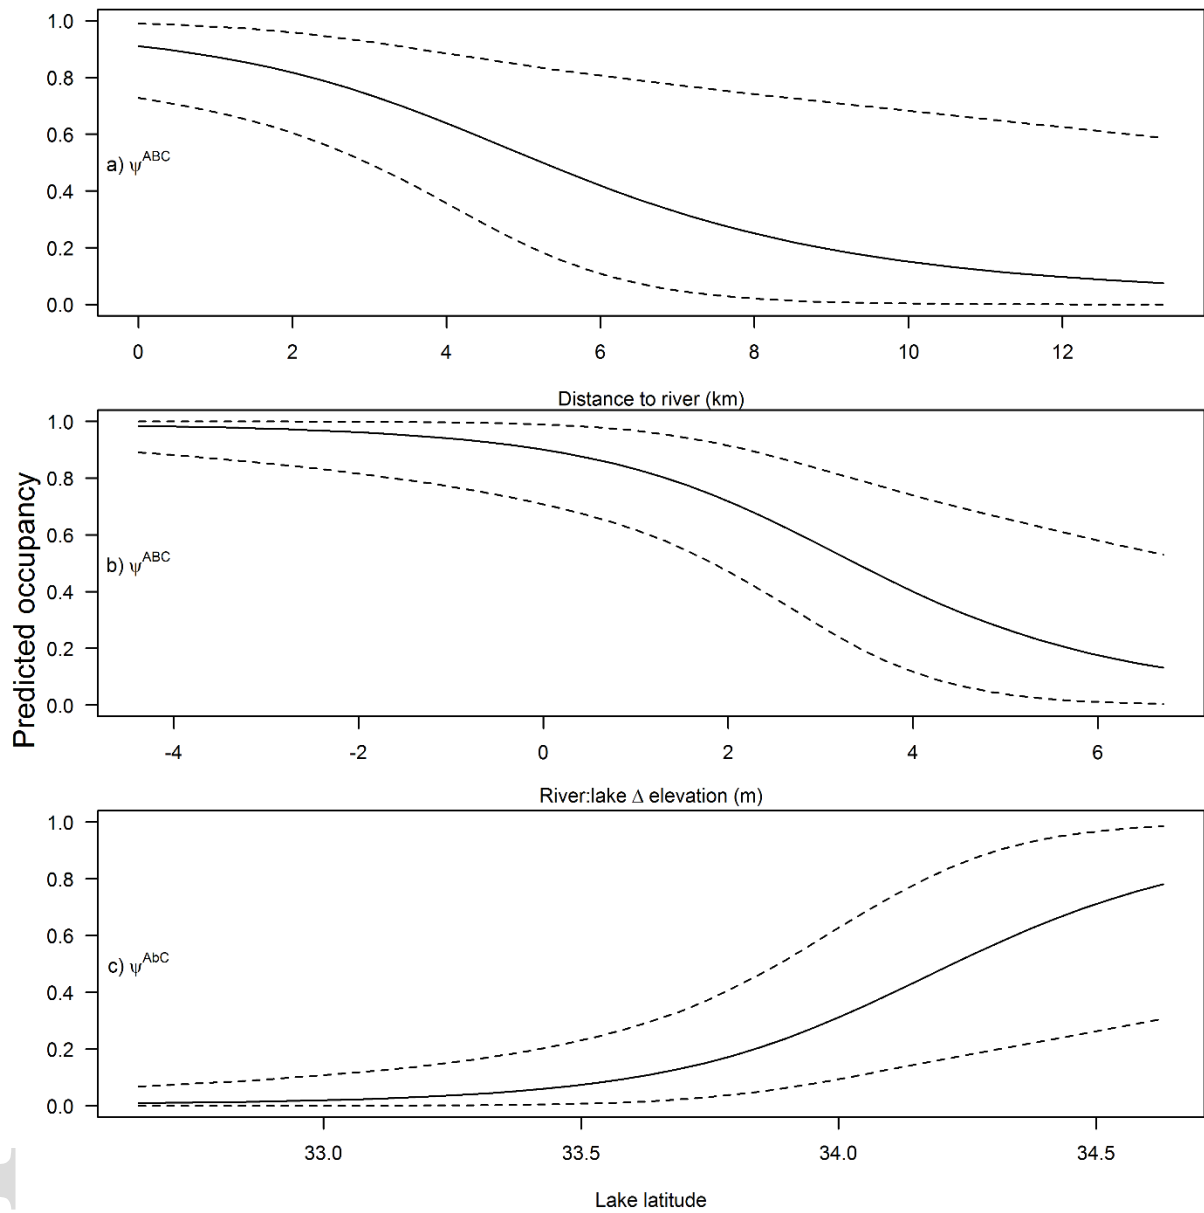 1.0
0.8
0.6
a) ψ^ABC
0.4
0.2
0.0
0 2 4 6 8 10 12
Distance to river (km)
Predicted occupancy
1.0
0.8
0.6
b) ψ^ABC
0.4
0.2
0.0
-4 -2 0 2 4 6
River:lake Δ elevation (m)
1.0
0.8
0.6
c) ψ^AbC
0.4
0.2
0.0
33.0 33.5 34.0 34.5
Lake latitude